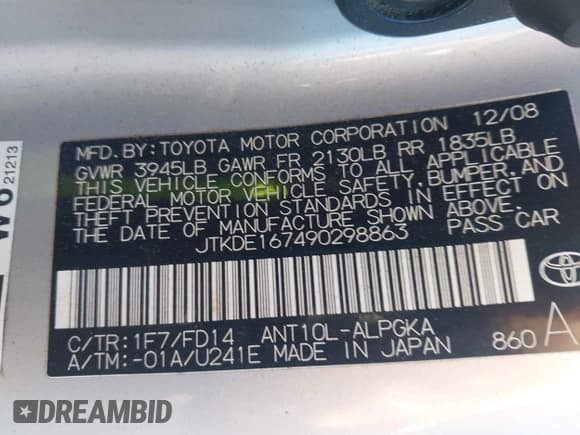 MFD. BY: TOYOTA MOTOR CORPORATION 12/08
GVWR 3945LB GAWR FR 2130LB RR 1835LB
THIS VEHICLE CONFORMS TO ALL APPLICABLE
FEDERAL MOTOR VEHICLE SAFETY, BUMPER, AND
THEFT PREVENTION STANDARDS IN EFFECT ON
THE DATE OF MANUFACTURE SHOWN ABOVE.
JTKDE167490298863 PASS CAR
C/TR: 1F7/FD14 ANT10L-ALPGKA
A/TM: -01A/U241E MADE IN JAPAN 860 A
TOYOTA
21213
DREAMBID